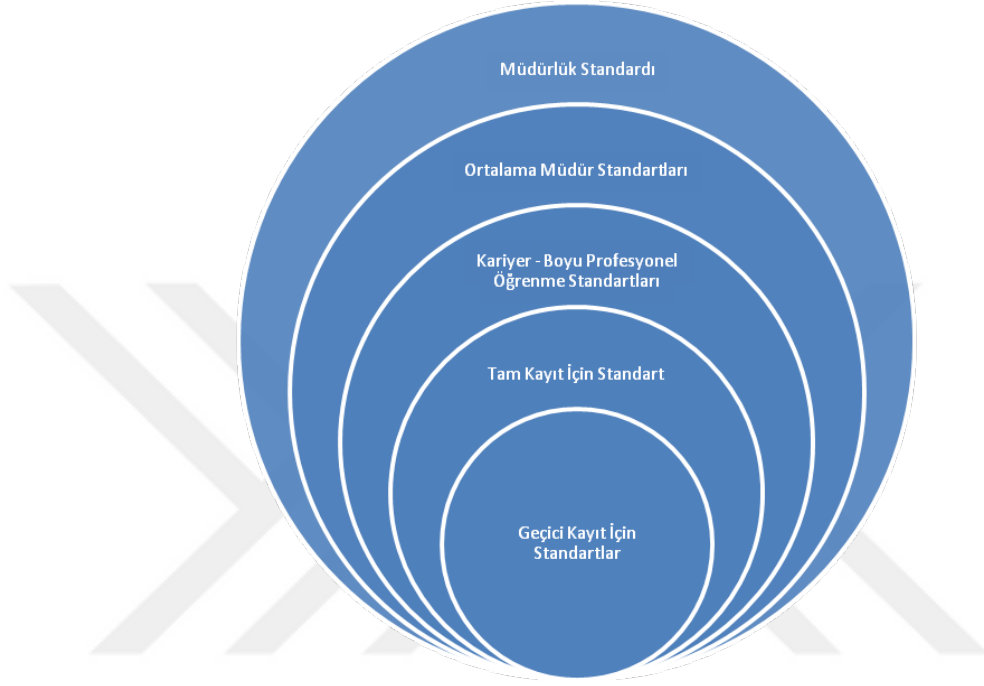 Müdürlük Standardı
Ortalama Müdür Standartları
Kariyer - Boyu Profesyonel
Öğrenme Standartları
Tam Kayıt İçin Standart
Geçici Kayıt İçin
Standartlar